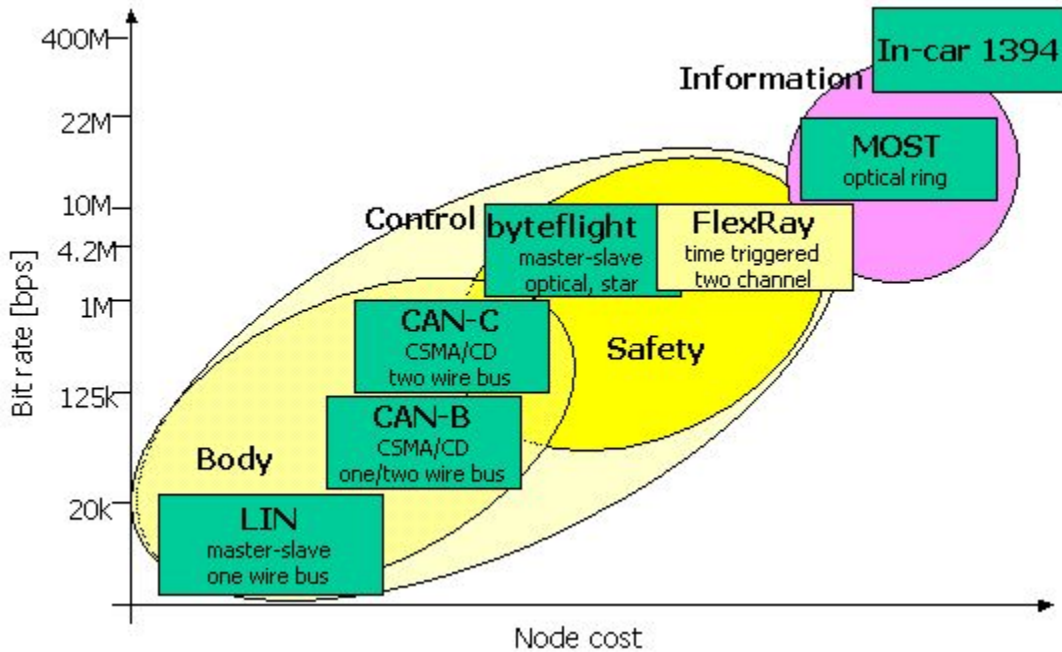 400M
In-car 1394
Information
22M
MOST
optical ring
10M
Control
byteflight
master-slave
optical, star
FlexRay
time triggered
two channel
4.2M
1M
CAN-C
CSMA/CD
two wire bus
Safety
Bit rate [bps]
125k
CAN-B
CSMA/CD
one/two wire bus
Body
20k
LIN
master-slave
one wire bus
Node cost